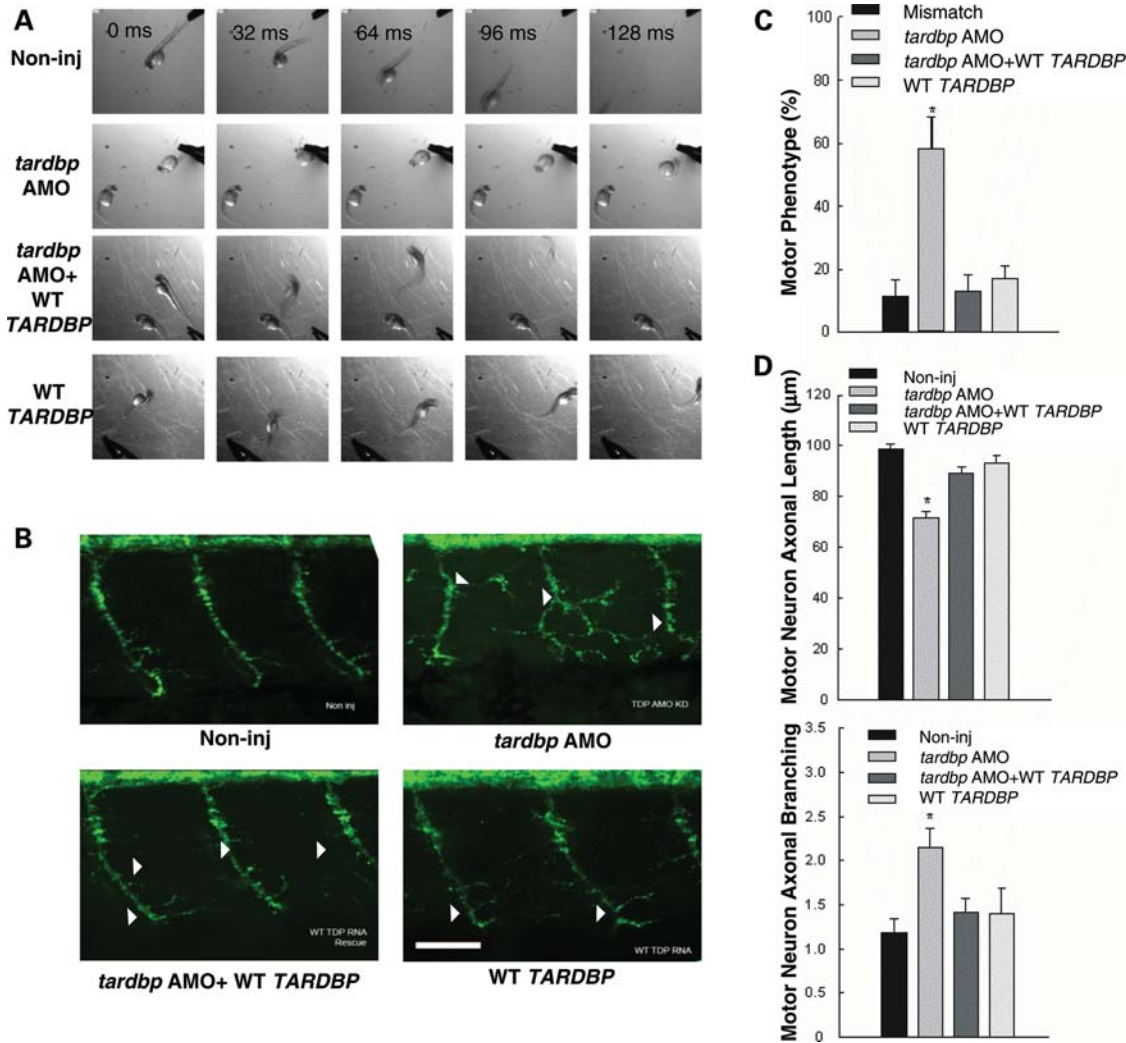 A
0 ms
32 ms
64 ms
96 ms
128 ms
Non-inj
tardbp
AMO
tardbp
AMO+
WT
TARDBP
WT
TARDBP
B
Non inj
Non-inj
TDP AMO KD
tardbp AMO
WT TDP RNA
Rescue
tardbp AMO+ WT TARDBP
WT TDP RNA
WT TARDBP
C
Mismatch
tardbp AMO
tardbp AMO+WT TARDBP
WT TARDBP
Motor Phenotype (%)
100
80
60
40
20
0
*
D
Non-inj
tardbp AMO
tardbp AMO+WT TARDBP
WT TARDBP
Motor Neuron Axonal Length (µm)
120
100
80
60
40
20
0
*
Non-inj
tardbp AMO
tardbp AMO+WT TARDBP
WT TARDBP
Motor Neuron Axonal Branching
3.5
3.0
2.5
2.0
1.5
1.0
0.5
0
*